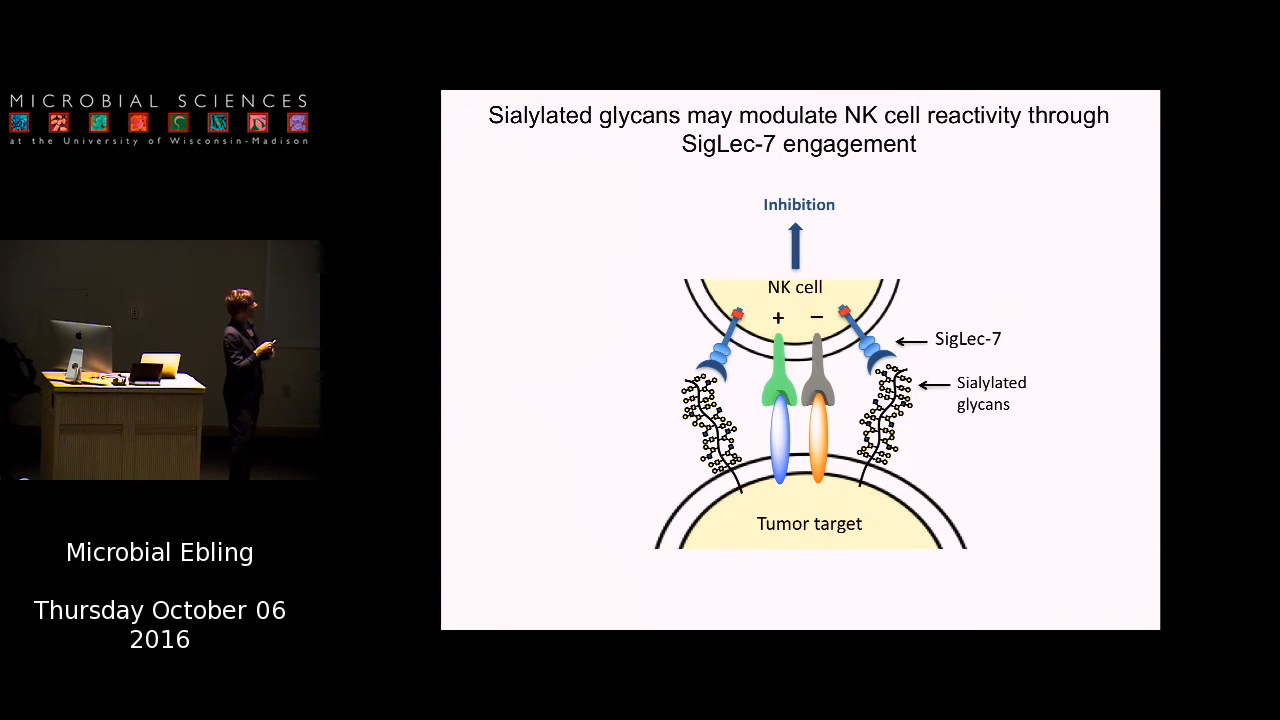 MICROBIAL SCIENCES
at the University of Wisconsin-Madison
Microbial Ebling
Thursday October 06
2016
Sialylated glycans may modulate NK cell reactivity through
SigLec-7 engagement
Inhibition
NK cell
+ −
SigLec-7
Sialylated
glycans
Tumor target